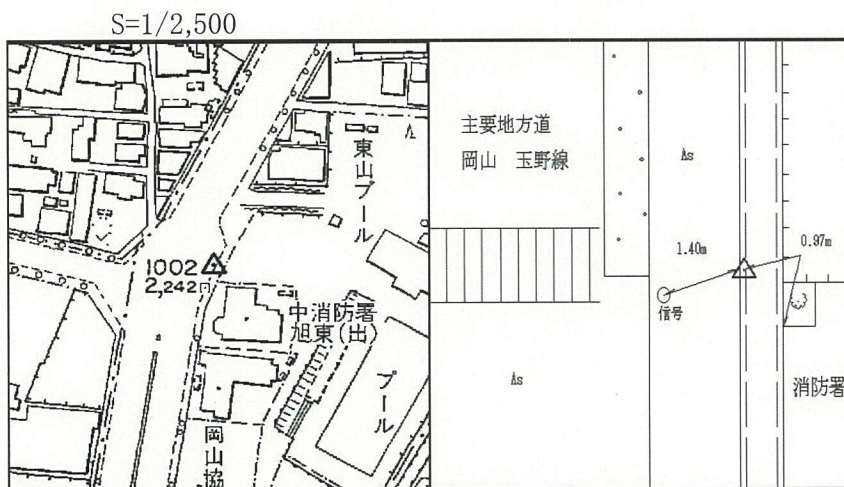 S=1/2,500
東山プール
1002
2,242
中消防署
旭東(出)
プール
岡山協
主要地方道
岡山 玉野線
As
1.40m
0.97m
信号
As
消防署